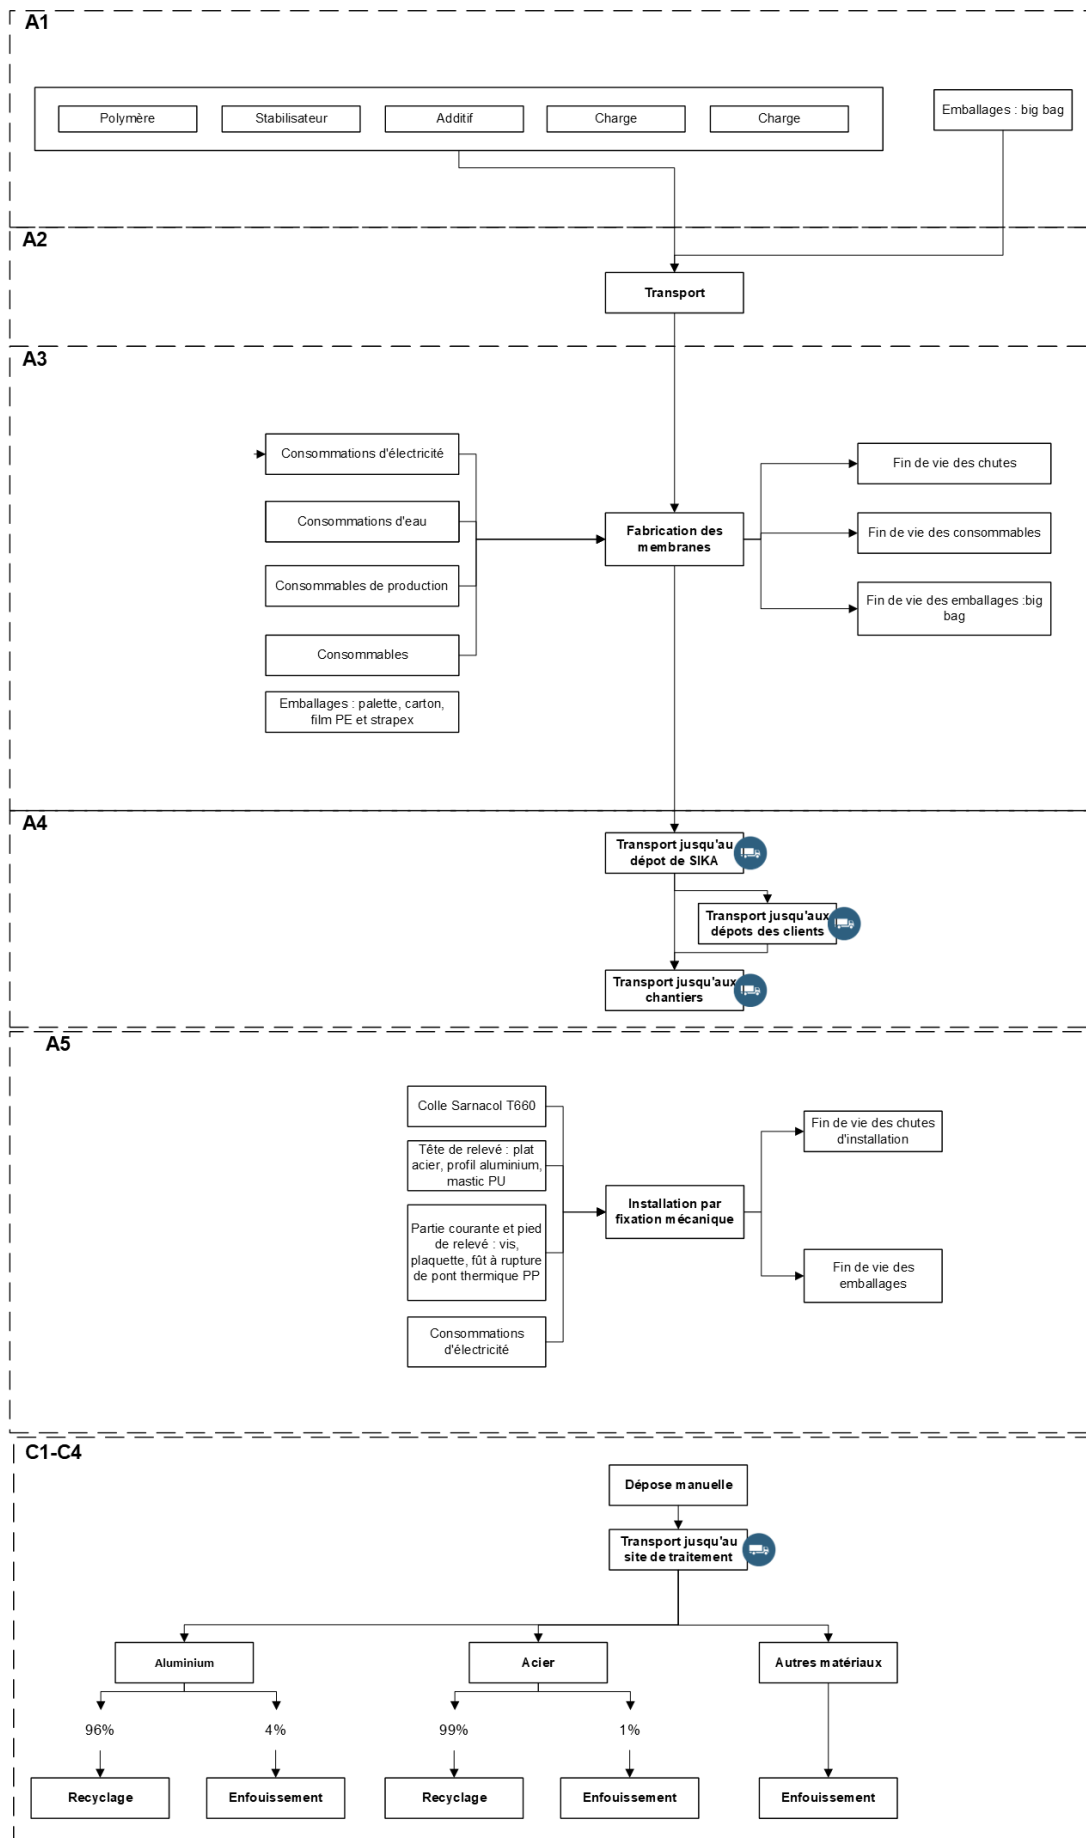 A1
Polymère
Stabilisateur
Additif
Charge
Charge
Emballages : big bag
A2
Transport
A3
Consommations d'électricité
Consommations d'eau
Consommables de production
Consommables
Emballages : palette, carton,
film PE et strapex
Fabrication des
membranes
Fin de vie des chutes
Fin de vie des consommables
Fin de vie des emballages :big
bag
A4
Transport jusqu'au
dépot de SIKA
Transport jusqu'aux
dépots des clients
Transport jusqu'aux
chantiers
A5
Colle Sarnacol T660
Tête de relevé : plat
acier, profil aluminium,
mastic PU
Partie courante et pied
de relevé : vis,
plaquette, fût à rupture
de pont thermique PP
Consommations
d'électricité
Installation par
fixation mécanique
Fin de vie des chutes
d'installation
Fin de vie des
emballages
C1-C4
Dépose manuelle
Transport jusqu'au
site de traitement
Aluminium
Acier
Autres matériaux
96%
4%
99%
1%
Recyclage
Enfouissement
Recyclage
Enfouissement
Enfouissement